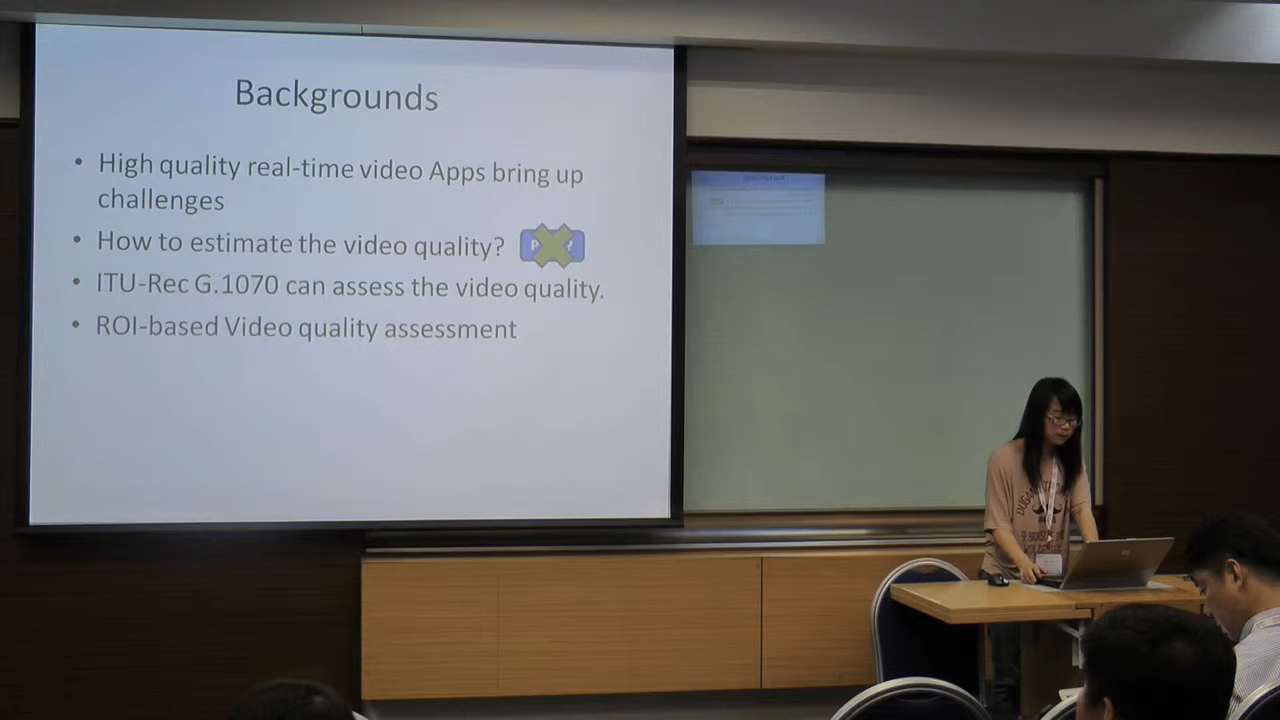 Backgrounds
• High quality real-time video Apps bring up
challenges
• How to estimate the video quality?
• ITU-Rec G.1070 can assess the video quality.
• ROI-based Video quality assessment